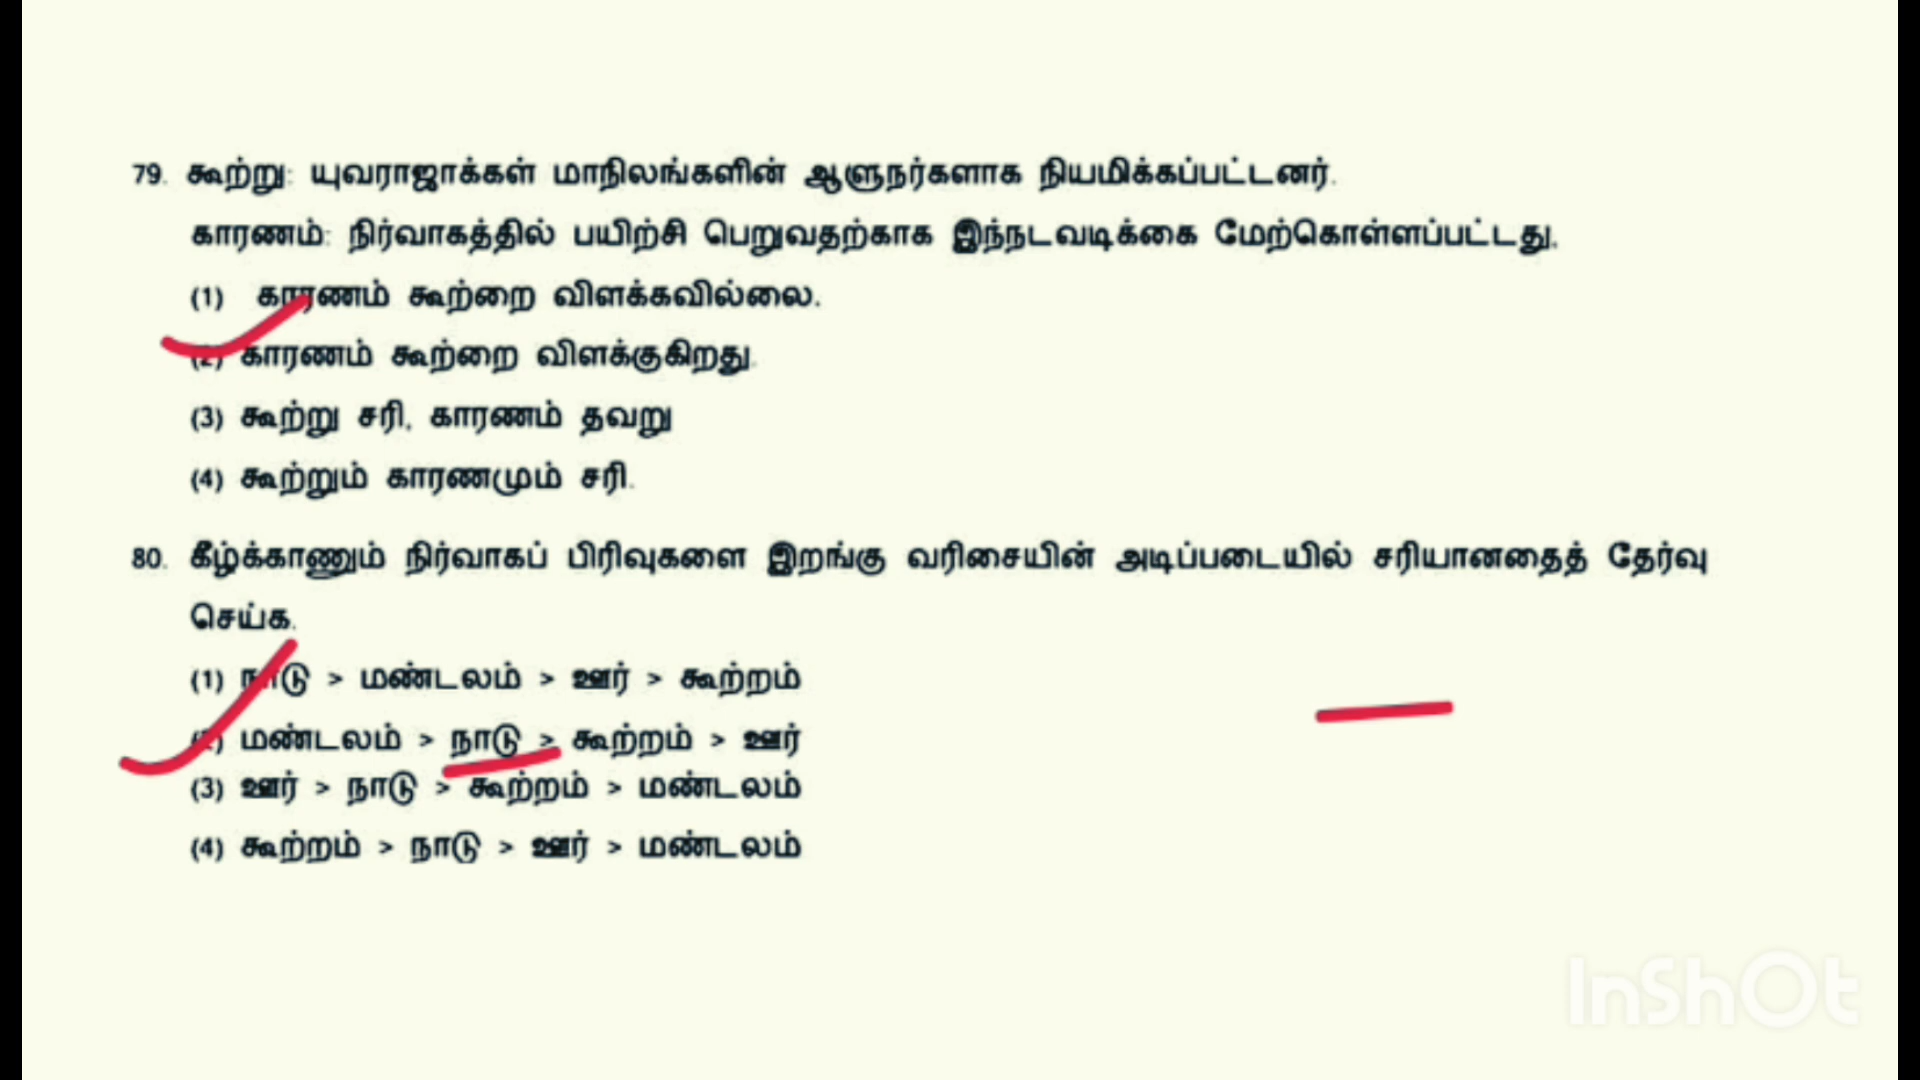 79. கூற்று: யுவராஜாக்கள் மாநிலங்களின் ஆளுநர்களாக நியமிக்கப்பட்டனர்.
காரணம்: நிர்வாகத்தில் பயிற்சி பெறுவதற்காக இந்நடவடிக்கை மேற்கொள்ளப்பட்டது.
(1) காரணம் கூற்றை விளக்கவில்லை.
(2) காரணம் கூற்றை விளக்குகிறது.
(3) கூற்று சரி, காரணம் தவறு
(4) கூற்றும் காரணமும் சரி.
80. கீழ்க்காணும் நிர்வாகப் பிரிவுகளை இறங்கு வரிசையின் அடிப்படையில் சரியானதைத் தேர்வு
செய்க.
(1) நாடு > மண்டலம் > ஊர் > கூற்றம்
(2) மண்டலம் > நாடு > கூற்றம் > ஊர்
(3) ஊர் > நாடு > கூற்றம் > மண்டலம்
(4) கூற்றம் > நாடு > ஊர் > மண்டலம்
InShOt